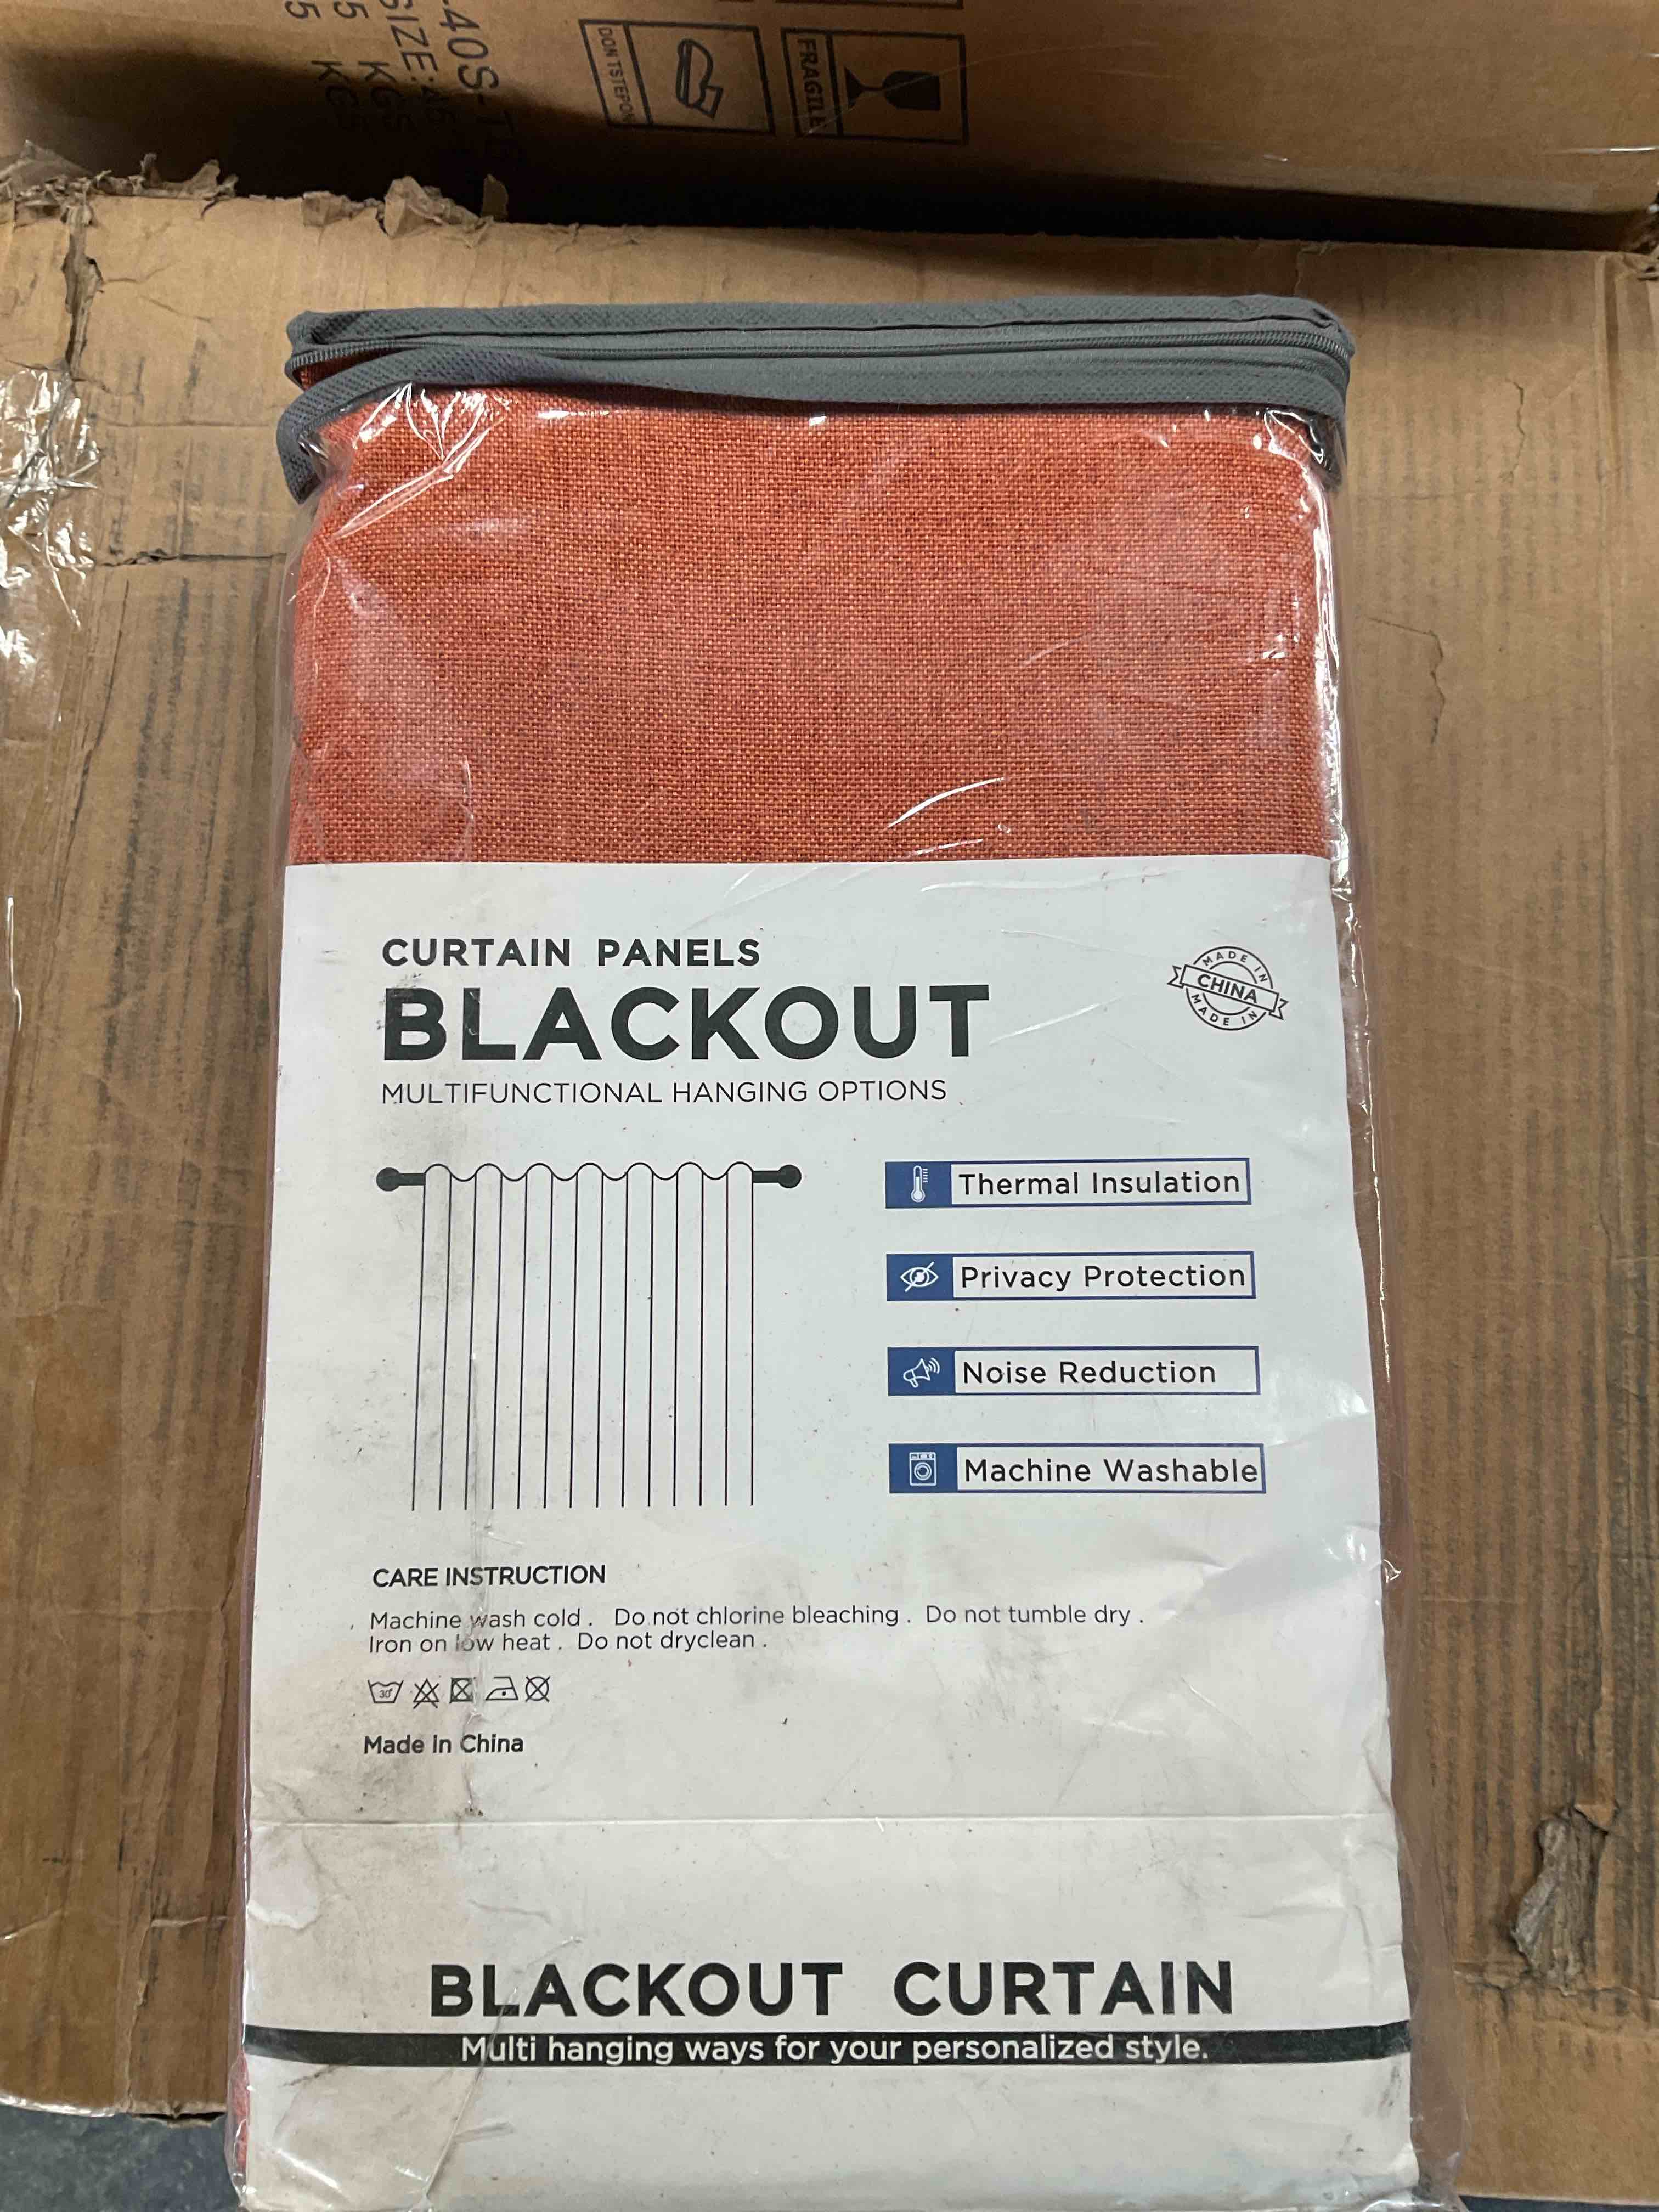 FRAGILE
CURTAIN PANELS
BLACKOUT
MULTIFUNCTIONAL HANGING OPTIONS
MADE IN
CHINA
MADE IN
Thermal Insulation
Privacy Protection
Noise Reduction
Machine Washable
CARE INSTRUCTION
Machine wash cold . Do not chlorine bleaching . Do not tumble dry .
Iron on low heat . Do not dryclean .
30°
Made in China
BLACKOUT CURTAIN
Multi hanging ways for your personalized style.